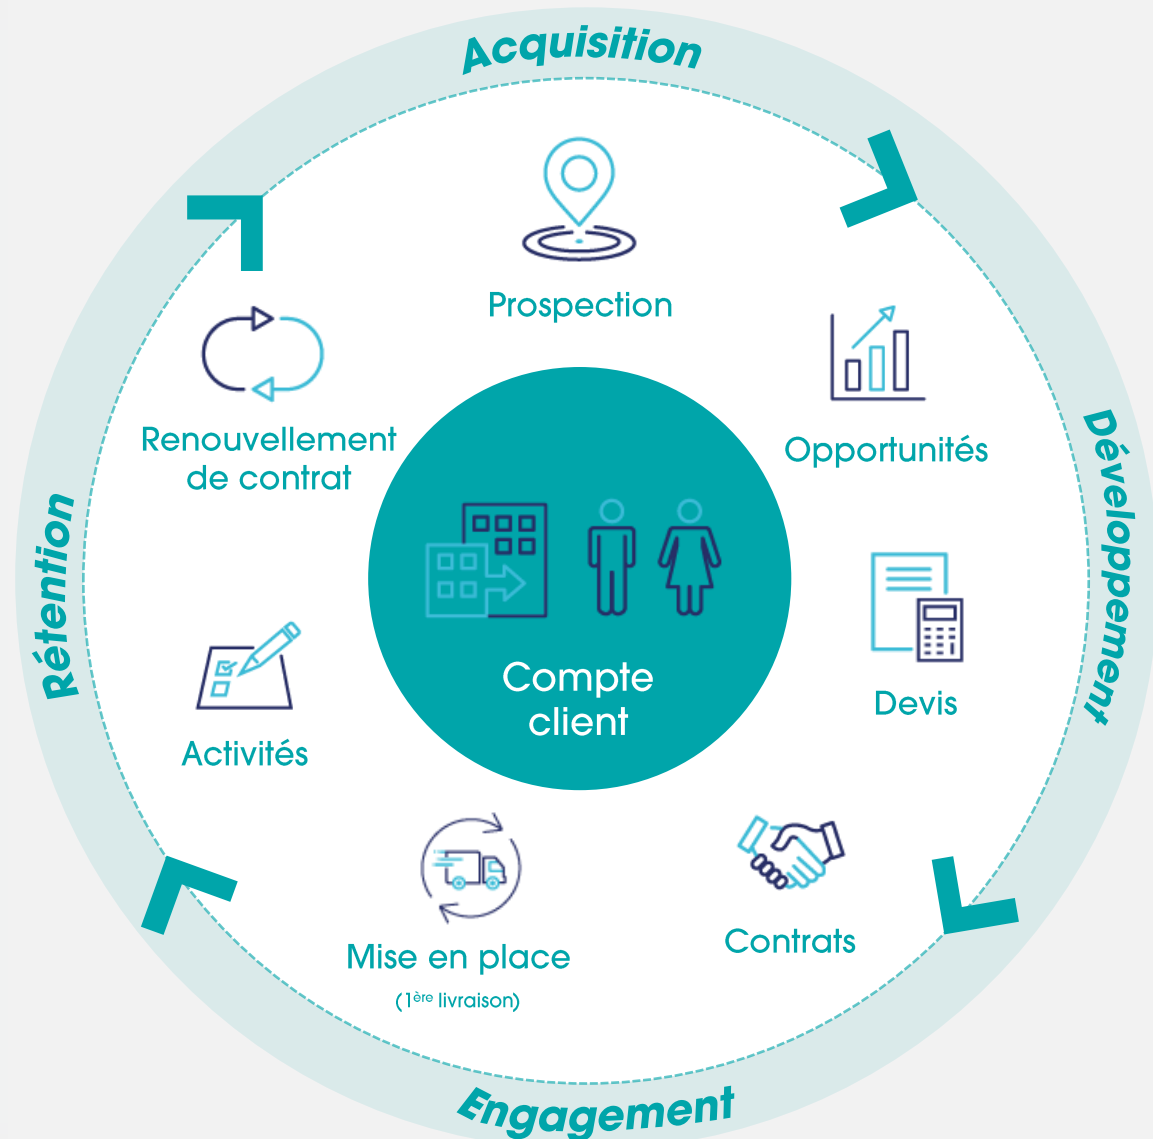 Acquisition
Prospection
Opportunités
Développement
Devis
Contrats
Engagement
Mise en place
(1ère livraison)
Activités
Rétention
Renouvellement
de contrat
Compte
client